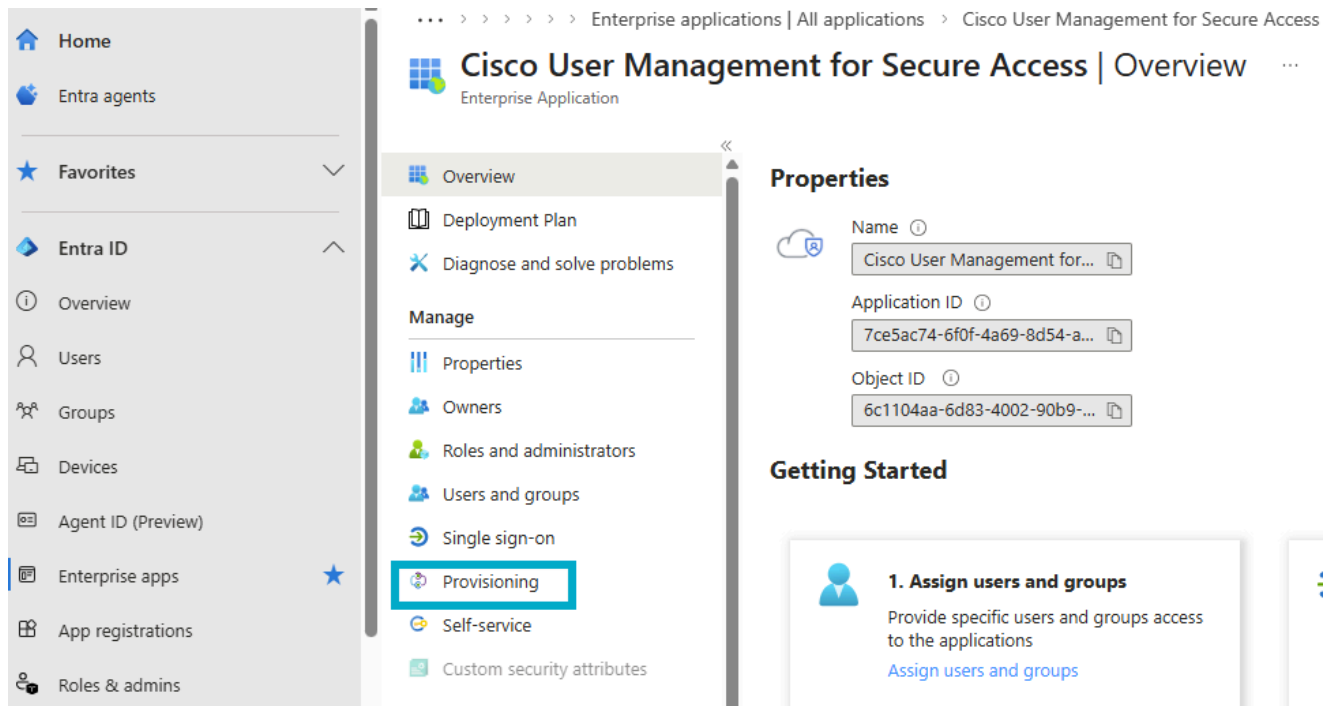 Home
Entra agents
Favorites
Entra ID
Overview
Users
Groups
Devices
Agent ID (Preview)
Enterprise apps
App registrations
Roles & admins
... > > > > > > Enterprise applications | All applications > Cisco User Management for Secure Access
Cisco User Management for Secure Access | Overview ...
Enterprise Application
Overview
Deployment Plan
Diagnose and solve problems
Manage
Properties
Owners
Roles and administrators
Users and groups
Single sign-on
Provisioning
Self-service
Custom security attributes
Properties
Name
Cisco User Management for...
Application ID
7ce5ac74-6f0f-4a69-8d54-a...
Object ID
6c1104aa-6d83-4002-90b9-...
Getting Started
1. Assign users and groups
Provide specific users and groups access
to the applications
Assign users and groups